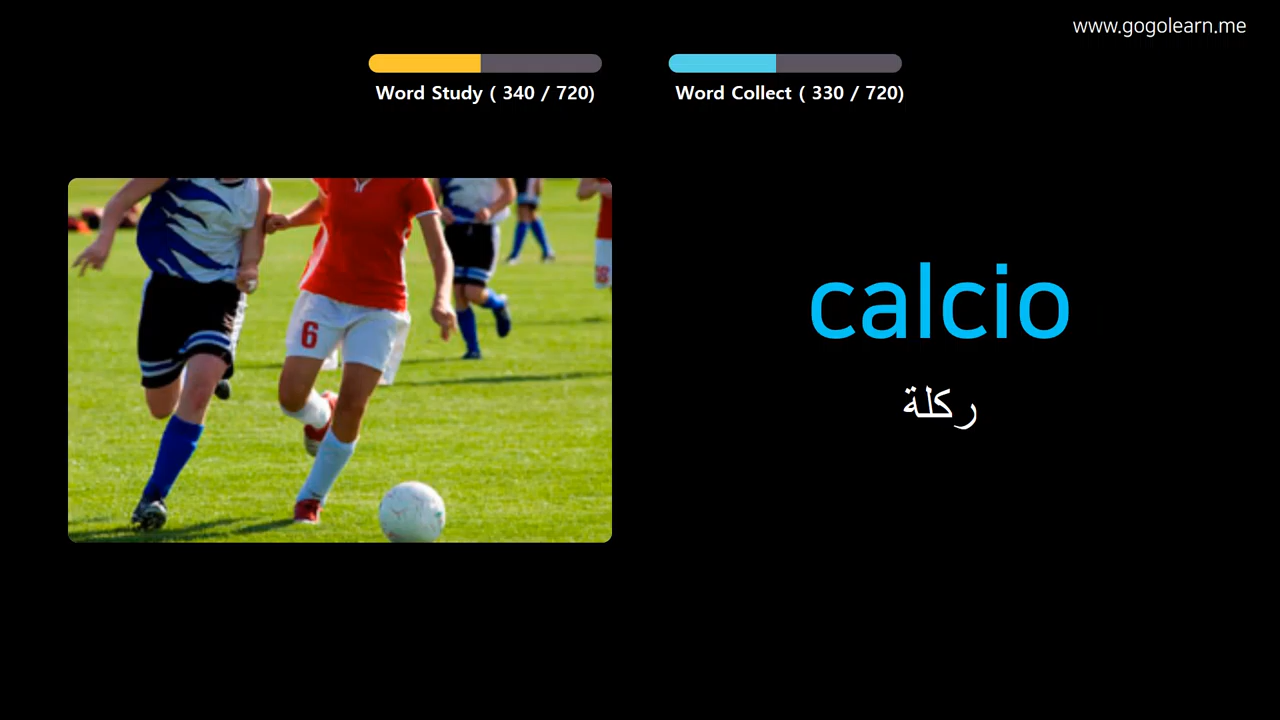 www.gogolearn.me
Word Study ( 340 / 720)
Word Collect ( 330 / 720)
6
calcio
ركلة